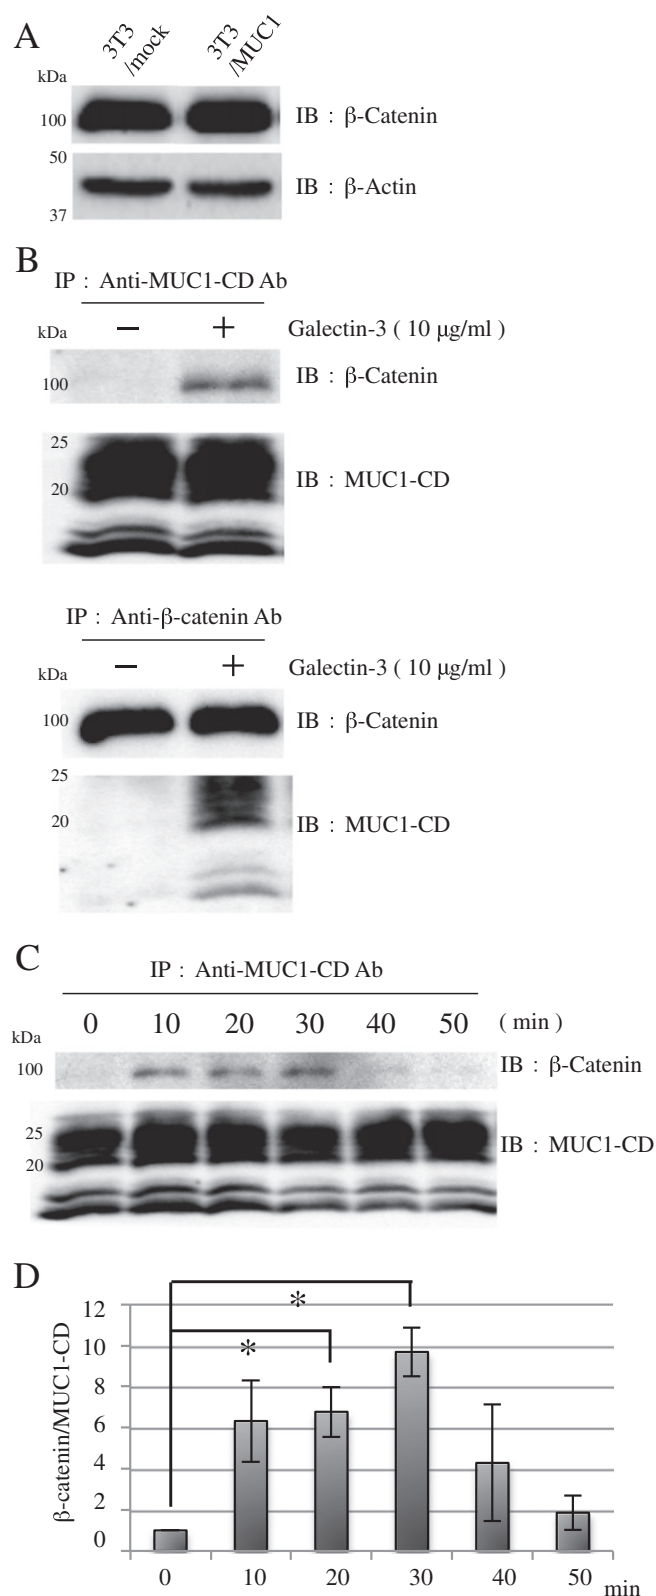 A
3T3
/mock
3T3
/MUC1
kDa
100
IB : β-Catenin
50
IB : β-Actin
37
B
IP : Anti-MUC1-CD Ab
kDa
− + Galectin-3 ( 10 μg/ml )
100
IB : β-Catenin
25
20
IB : MUC1-CD
IP : Anti-β-catenin Ab
kDa
− + Galectin-3 ( 10 μg/ml )
100
IB : β-Catenin
25
20
IB : MUC1-CD
C
IP : Anti-MUC1-CD Ab
0 10 20 30 40 50 ( min )
kDa
100
IB : β-Catenin
25
20
IB : MUC1-CD
D
β-catenin/MUC1-CD
12
10
8
6
4
2
0
*
*
0 10 20 30 40 50 min